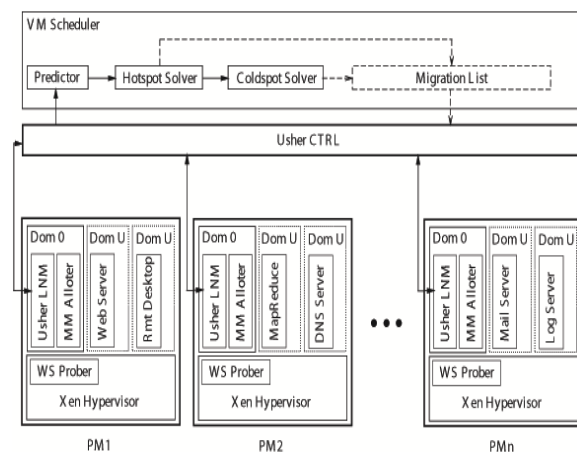 VM Scheduler
Predictor
Hotspot Solver
Coldspot Solver
Migration List
Usher CTRL
Dom 0
Dom U
Dom U
Usher LNM
MM Alloter
Web Server
Rmt Desktop
WS Prober
Xen Hypervisor
PM1
Dom 0
Dom U
Dom U
Usher LNM
MM Alloter
MapReduce
DNS Server
WS Prober
Xen Hypervisor
PM2
Dom 0
Dom U
Dom U
Usher LNM
MM Alloter
Mail Server
Log Server
WS Prober
Xen Hypervisor
PMn